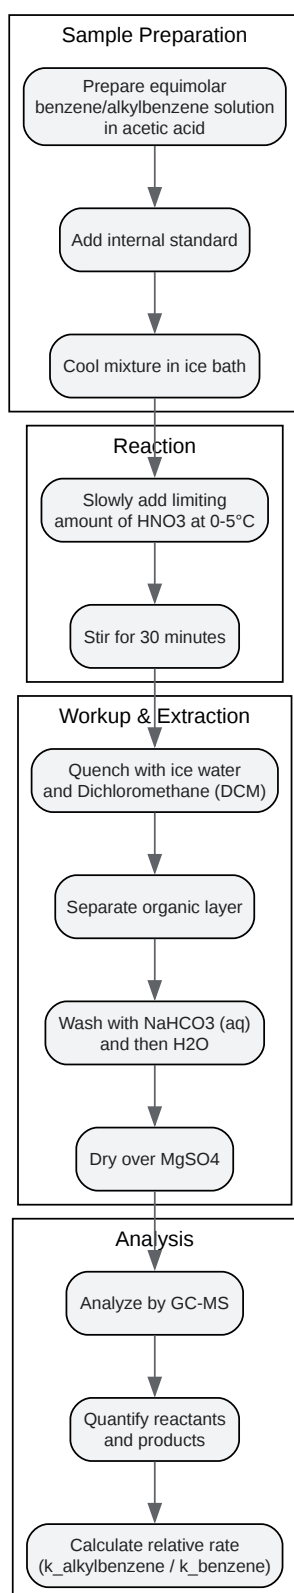 Sample Preparation
Prepare equimolar
benzene/alkylbenzene solution
in acetic acid
Add internal standard
Cool mixture in ice bath
Reaction
Slowly add limiting
amount of HNO3 at 0-5°C
Stir for 30 minutes
Workup & Extraction
Quench with ice water
and Dichloromethane (DCM)
Separate organic layer
Wash with NaHCO3 (aq)
and then H2O
Dry over MgSO4
Analysis
Analyze by GC-MS
Quantify reactants
and products
Calculate relative rate
(k_alkylbenzene / k_benzene)